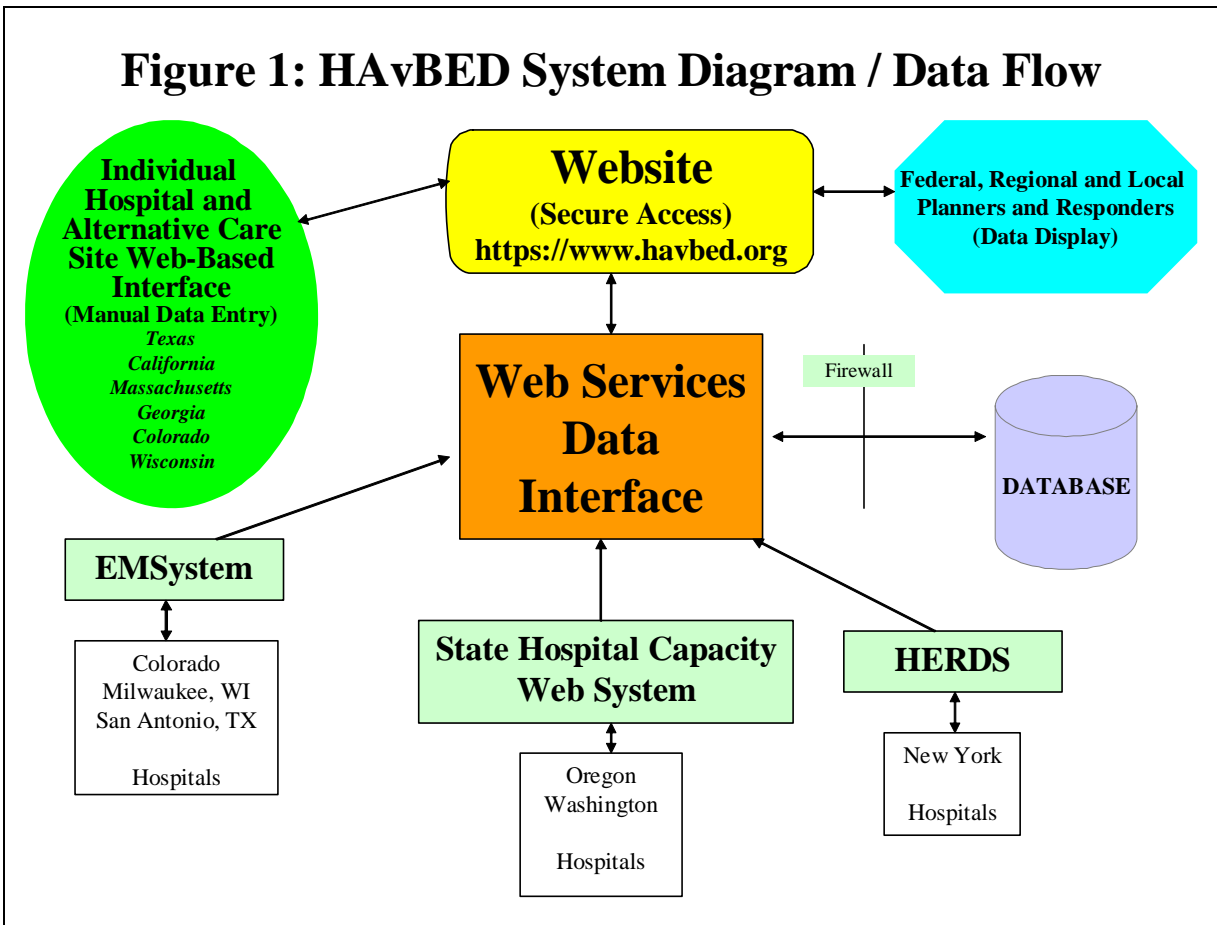 Figure 1: HAvBED System Diagram / Data Flow
Individual
Hospital and
Alternative Care
Site Web-Based
Interface
(Manual Data Entry)
Texas
California
Massachusetts
Georgia
Colorado
Wisconsin
Website
(Secure Access)
https://www.havbed.org
Federal, Regional and Local
Planners and Responders
(Data Display)
Web Services
Data
Interface
Firewall
DATABASE
EMSystem
Colorado
Milwaukee, WI
San Antonio, TX
Hospitals
State Hospital Capacity
Web System
Oregon
Washington
Hospitals
HERDS
New York
Hospitals